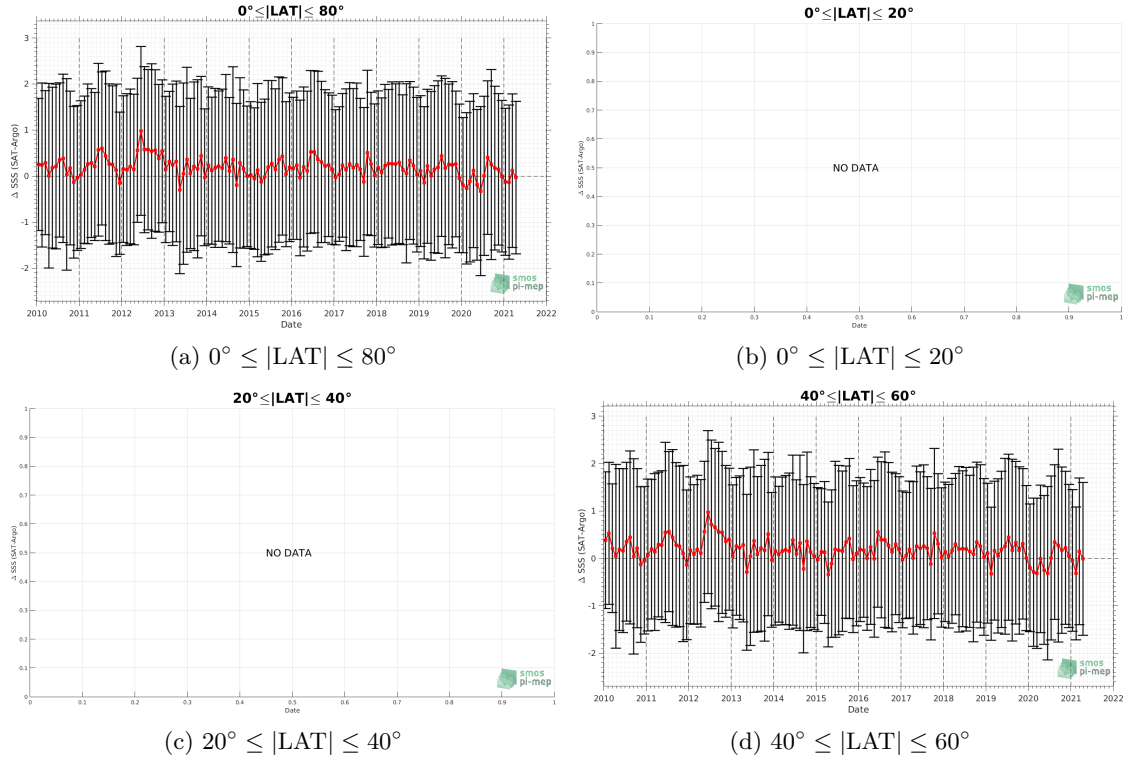 0°≤|LAT|≤ 80°
3
2
1
0
-1
-2
Δ SSS (SAT-Argo)
2010 2011 2012 2013 2014 2015 2016 2017 2018 2019 2020 2021 2022
Date
smos
pi-mep
(a) 0° ≤ |LAT| ≤ 80°
0°≤|LAT|≤ 20°
1
0.9
0.8
0.7
0.6
0.5
0.4
0.3
0.2
0.1
0
Δ SSS (SAT-Argo)
NO DATA
0 0.1 0.2 0.3 0.4 0.5 0.6 0.7 0.8 0.9 1
Date
smos
pi-mep
(b) 0° ≤ |LAT| ≤ 20°
20°≤|LAT|≤ 40°
1
0.9
0.8
0.7
0.6
0.5
0.4
0.3
0.2
0.1
0
Δ SSS (SAT-Argo)
NO DATA
0 0.1 0.2 0.3 0.4 0.5 0.6 0.7 0.8 0.9 1
Date
smos
pi-mep
(c) 20° ≤ |LAT| ≤ 40°
40°≤|LAT|≤ 60°
3
2
1
0
-1
-2
Δ SSS (SAT-Argo)
2010 2011 2012 2013 2014 2015 2016 2017 2018 2019 2020 2021 2022
Date
smos
pi-mep
(d) 40° ≤ |LAT| ≤ 60°